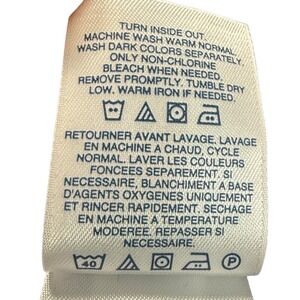 TURN INSIDE OUT.
MACHINE WASH WARM NORMAL.
WASH DARK COLORS SEPARATELY.
ONLY NON-CHLORINE
BLEACH WHEN NEEDED.
REMOVE PROMPTLY. TUMBLE DRY
LOW. WARM IRON IF NEEDED.
RETOURNER AVANT LAVAGE. LAVAGE
EN MACHINE A CHAUD, CYCLE
NORMAL. LAVER LES COULEURS
FONCEES SEPAREMENT. SI
NECESSAIRE, BLANCHIMENT A BASE
D'AGENTS OXYGENES UNIQUEMENT
ET RINCER RAPIDEMENT. SECHAGE
EN MACHINE A TEMPERATURE
MODEREE. REPASSER SI
NECESSAIRE.
40 P